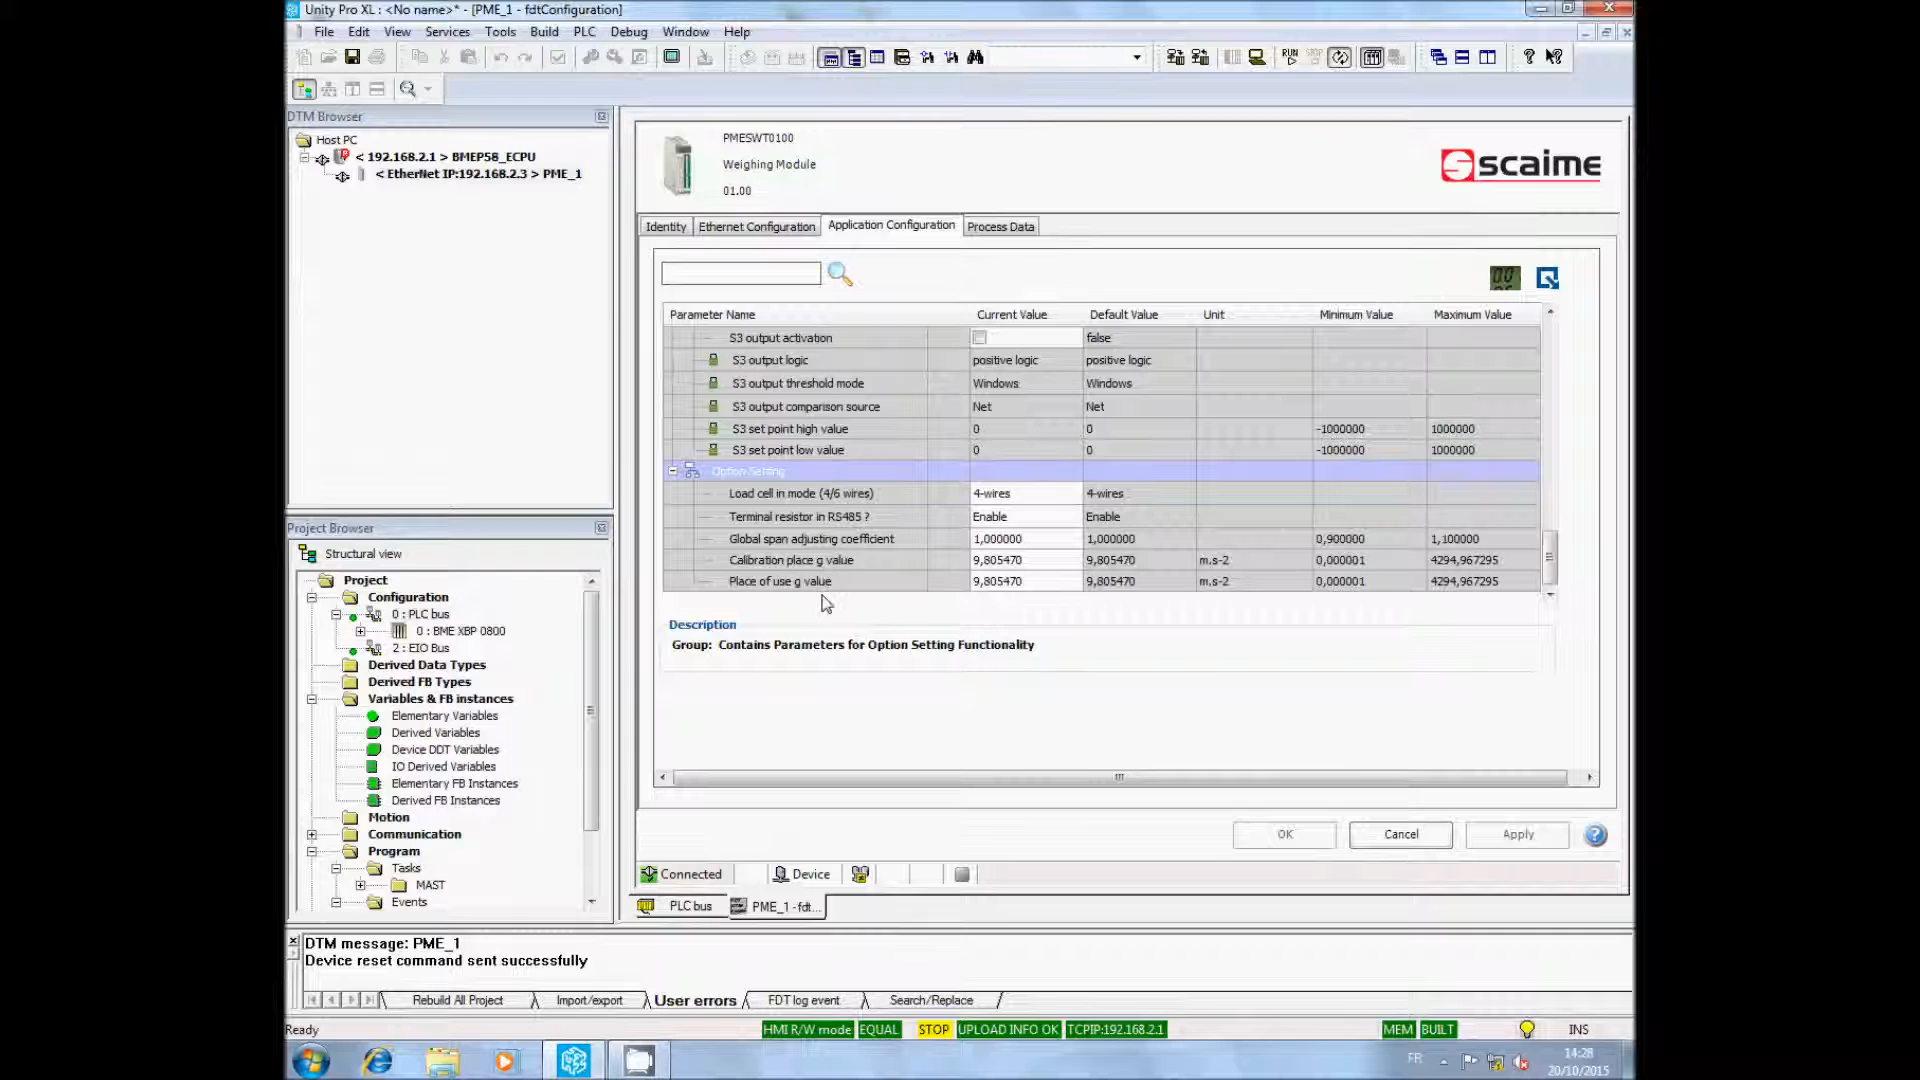 Unity Pro XL : <No name>* - [PME_1 - fdtConfiguration]
File Edit View Services Tools Build PLC Debug Window Help
DTM Browser
Host PC
< 192.168.2.1 > BMEP58_ECPU
< EtherNet IP:192.168.2.3 > PME_1
Project Browser
Structural view
Project
Configuration
0 : PLC bus
0 : BME XBP 0800
2 : EIO Bus
Derived Data Types
Derived FB Types
Variables & FB instances
Elementary Variables
Derived Variables
Device DDT Variables
IO Derived Variables
Elementary FB Instances
Derived FB Instances
Motion
Communication
Program
Tasks
MAST
Events
PMESWT0100
Weighing Module
01.00
scaime
Identity Ethernet Configuration Application Configuration Process Data
Parameter Name Current Value Default Value Unit Minimum Value Maximum Value
S3 output activation false
S3 output logic positive logic positive logic
S3 output threshold mode Windows Windows
S3 output comparison source Net Net
S3 set point high value 0 0 -1000000 1000000
S3 set point low value 0 0 -1000000 1000000
Option Setting
Load cell in mode (4/6 wires) 4-wires 4-wires
Terminal resistor in RS485 ? Enable Enable
Global span adjusting coefficient 1,000000 1,000000 0,900000 1,100000
Calibration place g value 9,805470 9,805470 m.s-2 0,000001 4294,967295
Place of use g value 9,805470 9,805470 m.s-2 0,000001 4294,967295
Description
Group: Contains Parameters for Option Setting Functionality
OK Cancel Apply
Connected Device
PLC bus PME_1 - fdt...
DTM message: PME_1
Device reset command sent successfully
Rebuild All Project Import/export User errors FDT log event Search/Replace
Ready HMI R/W mode EQUAL STOP UPLOAD INFO OK TCPIP:192.168.2.1 MEM BUILT INS
FR 14:28
20/10/2015